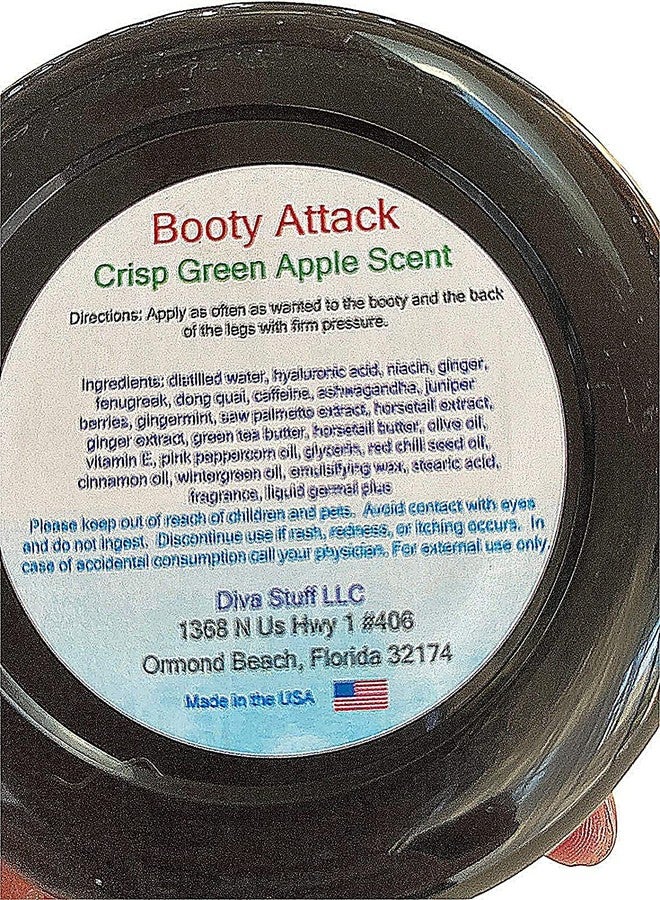 Booty Attack
Crisp Green Apple Scent
Directions: Apply as often as wanted to the booty and the back
of the legs with firm pressure.
Ingredients: distilled water, hyaluronic acid, niacin, ginger,
fenugreek, dong quai, caffeine, ashwagandha, juniper
berries, gingermint, saw palmetto extract, horsetail extract,
ginger extract, green tea butter, horsetail butter, olive oil,
vitamin E, pink peppercorn oil, glycerin, red chili seed oil,
cinnamon oil, wintergreen oil, emulsifying wax, stearic acid,
fragrance, liquid germall plus
Please keep out of reach of children and pets. Avoid contact with eyes
and do not ingest. Discontinue use if rash, redness, or itching occurs. In
case of accidental consumption call your physician. For external use only.
Diva Stuff LLC
1368 N Us Hwy 1 #406
Ormond Beach, Florida 32174
Made in the USA